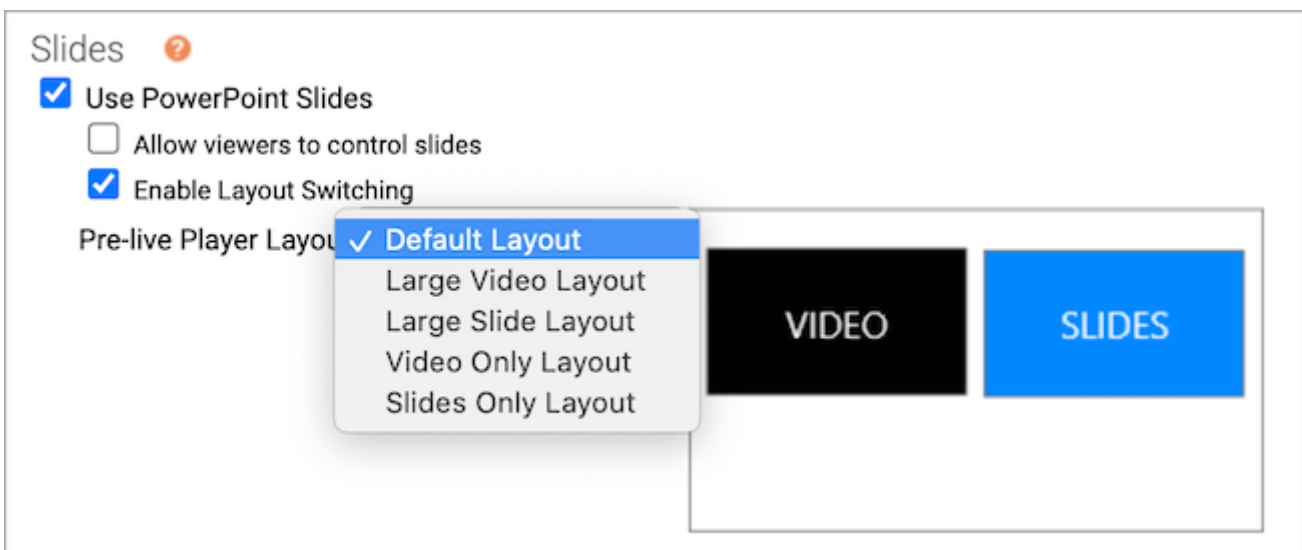 Slides ?
Use PowerPoint Slides
Allow viewers to control slides
Enable Layout Switching
Pre-live Player Layou ✓ Default Layout
Large Video Layout
Large Slide Layout
Video Only Layout
Slides Only Layout
VIDEO SLIDES